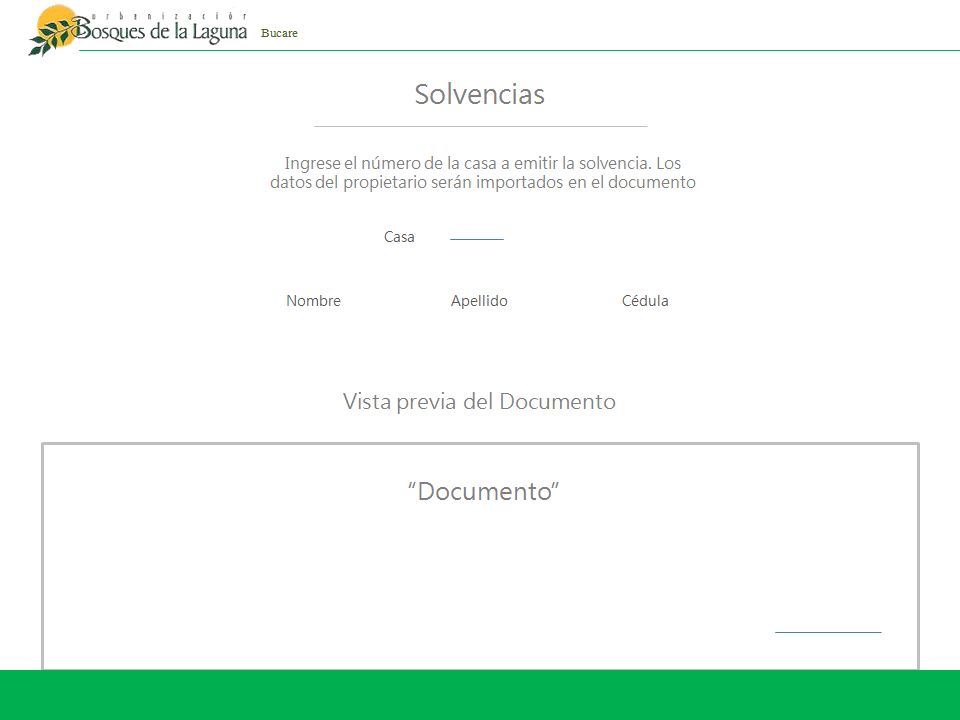 urbanización
Bosques de la Laguna
Bucare
Solvencias
Ingrese el número de la casa a emitir la solvencia. Los
datos del propietario serán importados en el documento
Casa
Nombre Apellido Cédula
Vista previa del Documento
“Documento”